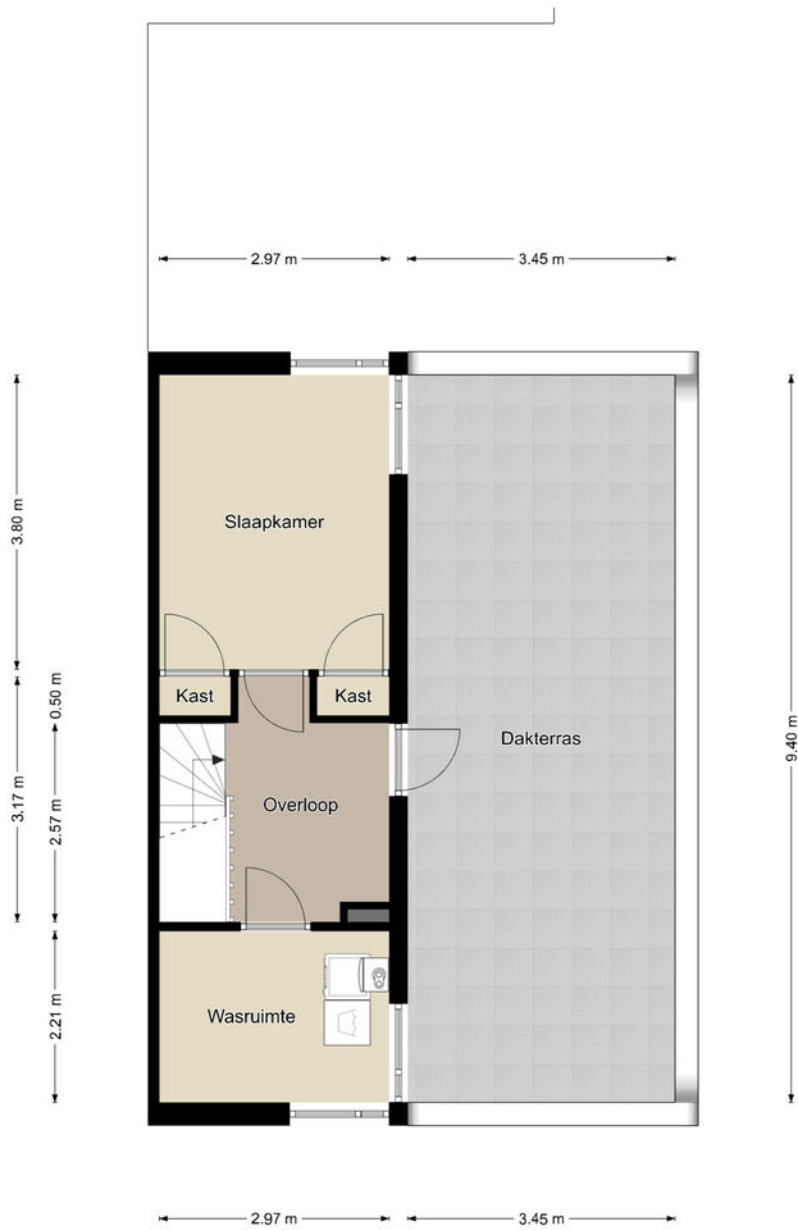 2.97 m
3.45 m
3.80 m
Slaapkamer
Kast
Kast
0.50 m
Dakterras
9.40 m
3.17 m
2.57 m
Overloop
2.21 m
Wasruimte
2.97 m
3.45 m